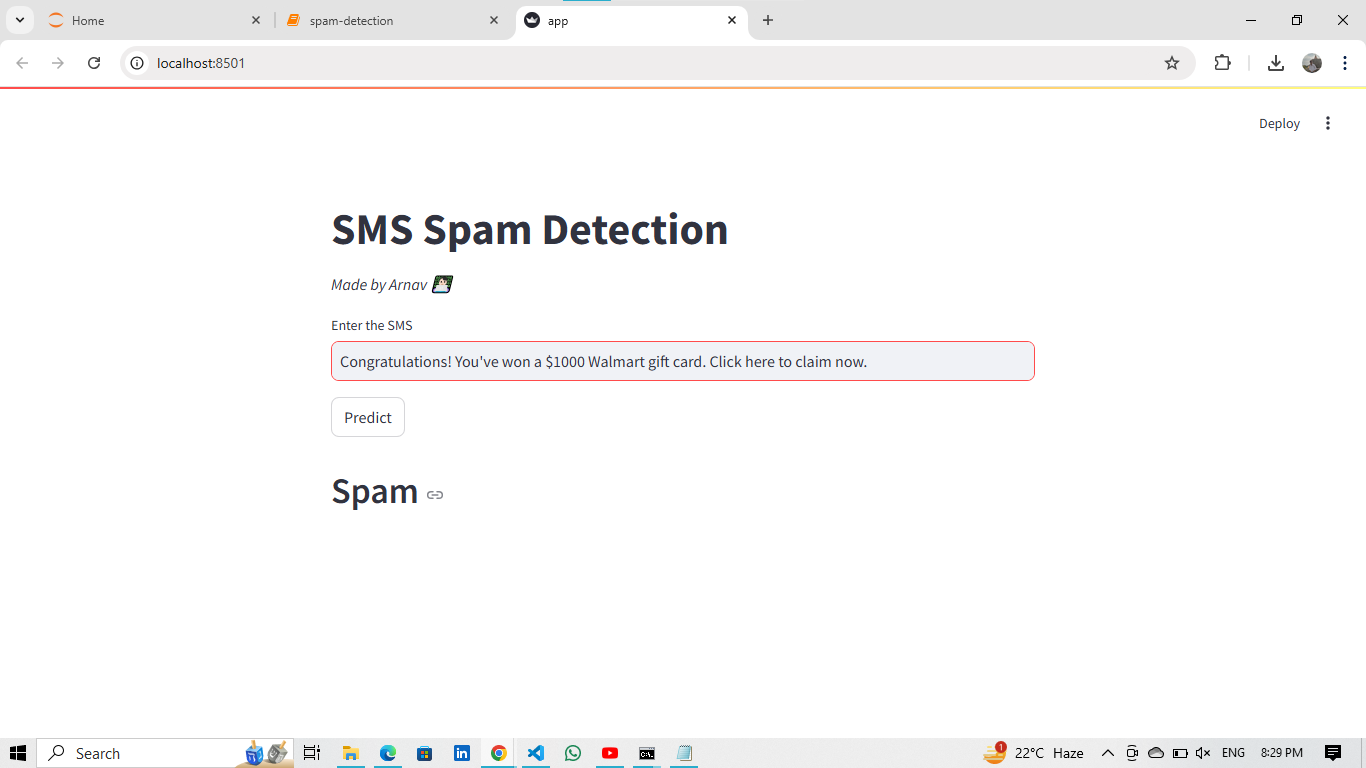 Home
spam-detection
app
localhost:8501
Deploy
SMS Spam Detection
Made by Arnav
Enter the SMS
Congratulations! You've won a $1000 Walmart gift card. Click here to claim now.
Predict
Spam
Search
1
22°C Haze
ENG
8:29 PM